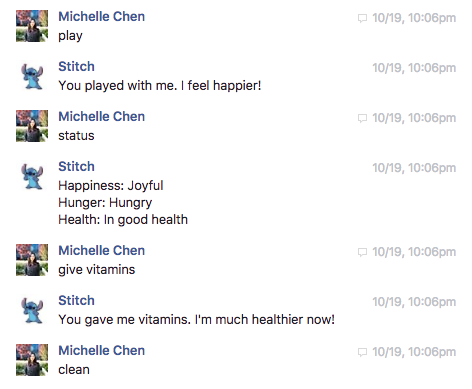 Michelle Chen 10/19, 10:06pm
play
Stitch 10/19, 10:06pm
You played with me. I feel happier!
Michelle Chen 10/19, 10:06pm
status
Stitch 10/19, 10:06pm
Happiness: Joyful
Hunger: Hungry
Health: In good health
Michelle Chen 10/19, 10:06pm
give vitamins
Stitch 10/19, 10:06pm
You gave me vitamins. I'm much healthier now!
Michelle Chen 10/19, 10:06pm
clean